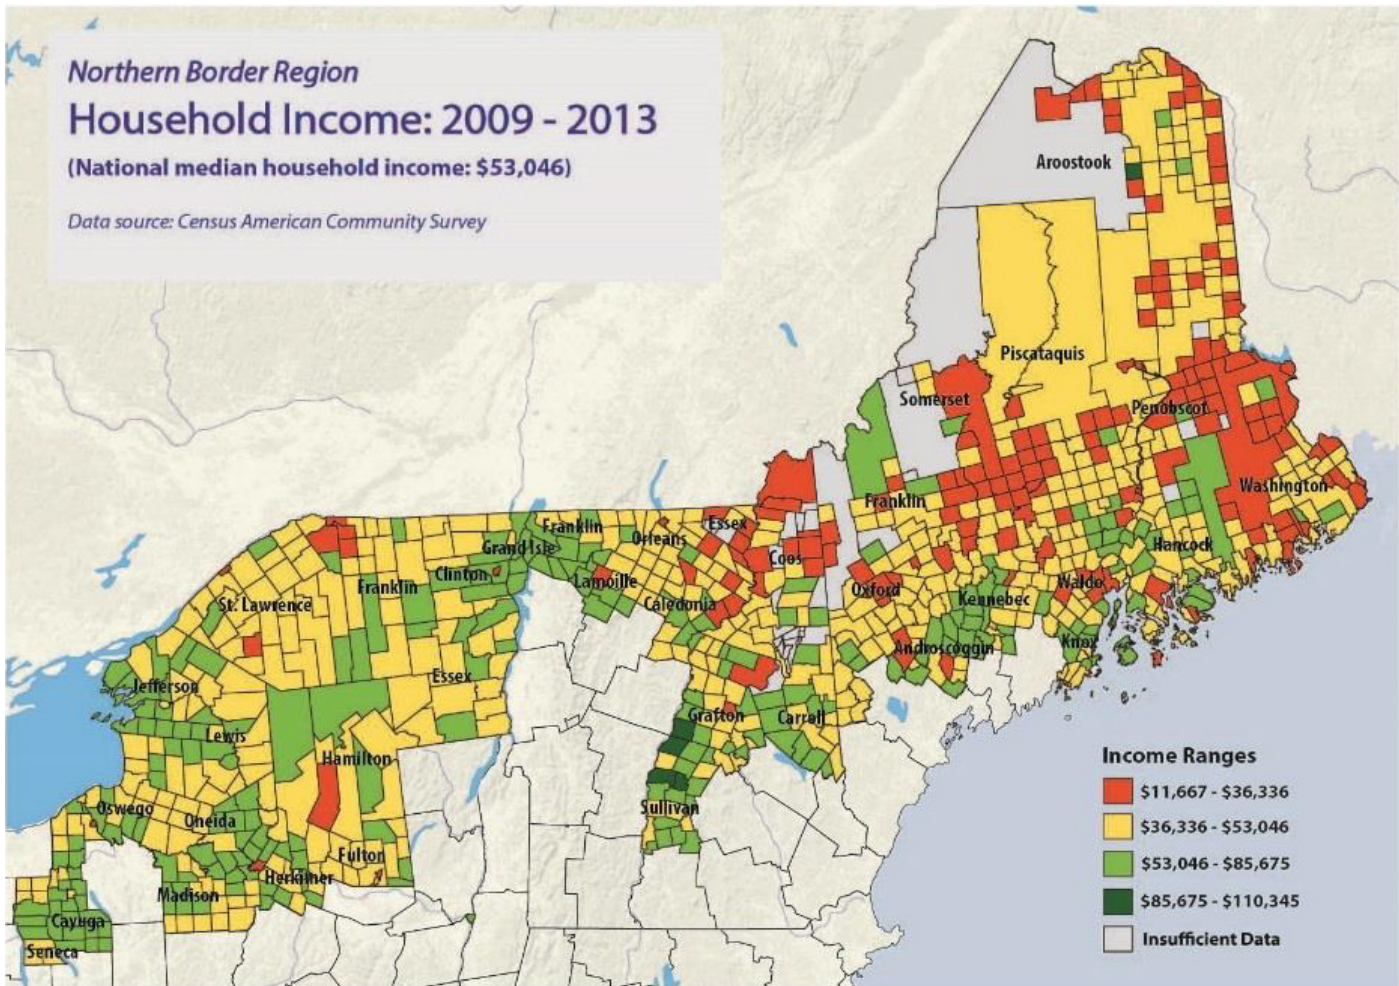 Northern Border Region
Household Income: 2009 - 2013
(National median household income: $53,046)
Data source: Census American Community Survey
Aroostook
Piscataquis
Somerset
Penobscot
Washington
Franklin
Hancock
Essex
Franklin
Orleans
Grand Isle
Coos
Clinton
Lamoille
Franklin
Oxford
Waldo
Kennebec
St. Lawrence
Caledonia
Androscoggin
Knox
Essex
Jefferson
Grafton
Carroll
Lewis
Hamilton
Oswego
Oneida
Sullivan
Fulton
Herkimer
Madison
Cayuga
Seneca
Income Ranges
$11,667 - $36,336
$36,336 - $53,046
$53,046 - $85,675
$85,675 - $110,345
Insufficient Data